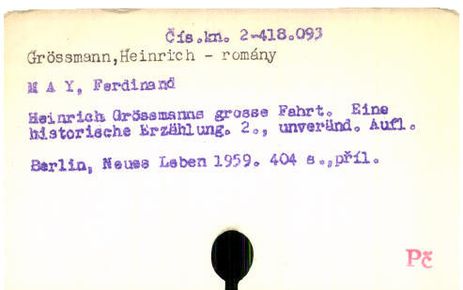 Čís.kn. 2-418.093
Grössmann,Heinrich - romány
M A Y, Ferdinand
Heinrich Grössmanns grosse Fahrt. Eine
historische Erzählung. 2., unveränd. Aufl.
Berlin, Neues Leben 1959. 404 s.,příl.
Pč